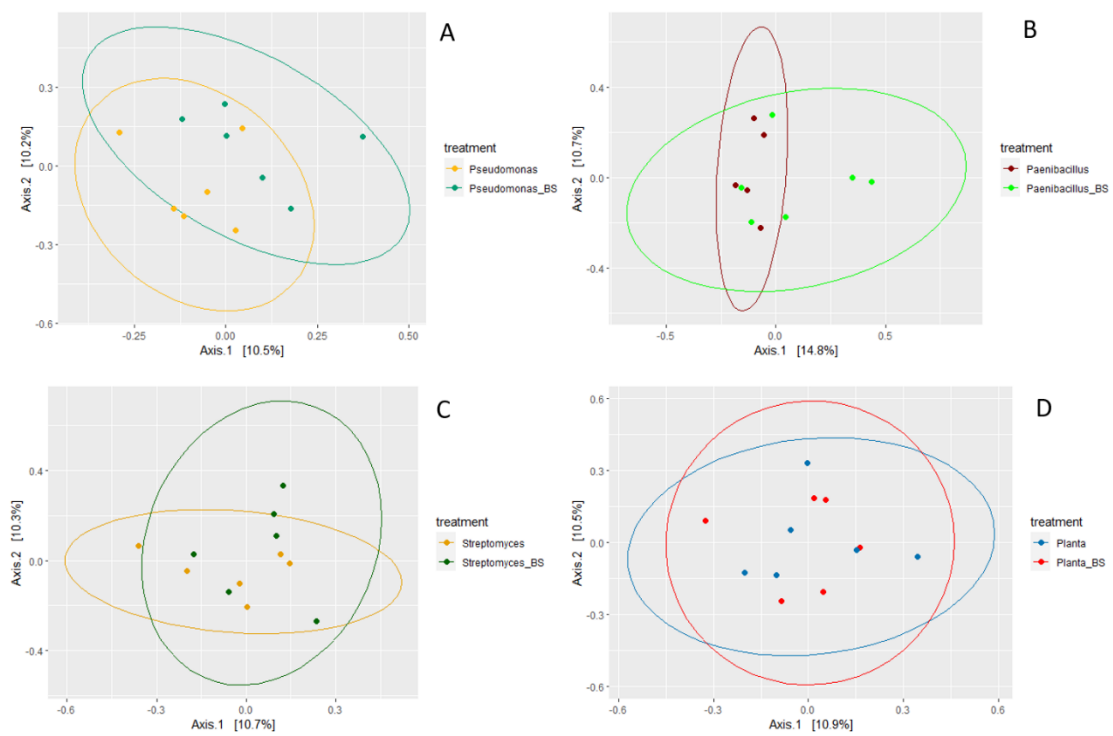 A
0.3
0.0
-0.3
-0.6
-0.25
0.00
0.25
0.50
Axis.1 [10.5%]
Axis.2 [10.2%]
treatment
Pseudomonas
Pseudomonas_BS
B
0.4
0.0
-0.4
-0.5
0.0
0.5
Axis.1 [14.8%]
Axis.2 [10.7%]
treatment
Paenibacillus
Paenibacillus_BS
C
0.4
0.0
-0.4
-0.6
-0.3
0.0
0.3
Axis.1 [10.7%]
Axis.2 [10.3%]
treatment
Streptomyces
Streptomyces_BS
D
0.6
0.3
0.0
-0.3
-0.6
-0.6
-0.3
0.0
0.3
0.6
Axis.1 [10.9%]
Axis.2 [10.5%]
treatment
Planta
Planta_BS